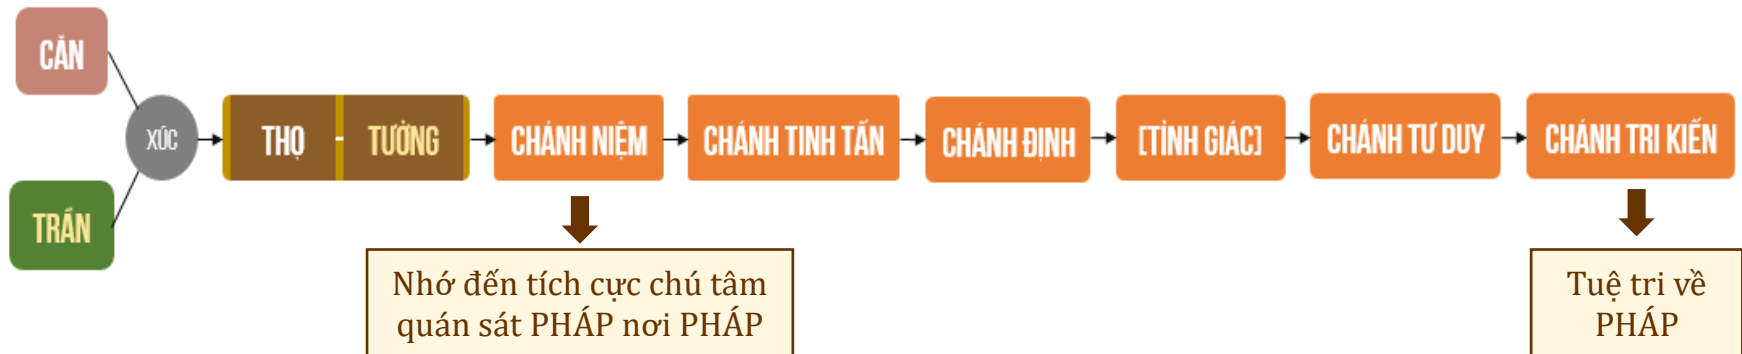 CĂN
TRẦN
XÚC
THỌ - TƯỞNG
CHÁNH NIỆM
CHÁNH TINH TẤN
CHÁNH ĐỊNH
[TỈNH GIÁC]
CHÁNH TƯ DUY
CHÁNH TRI KIẾN
Nhớ đến tích cực chú tâm
quán sát PHÁP nơi PHÁP
Tuệ tri về
PHÁP